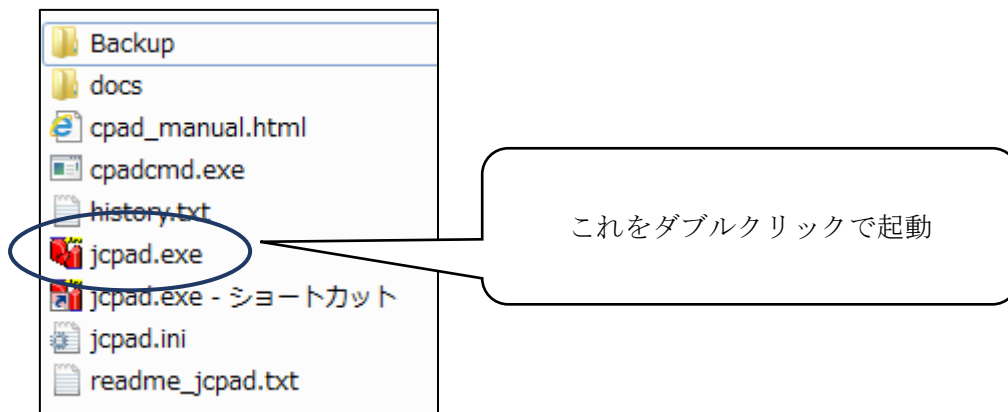 Backup
docs
cpad_manual.html
cpadcmd.exe
history.txt
jcpad.exe
jcpad.exe - ショートカット
jcpad.ini
readme_jcpad.txt
これをダブルクリックで起動